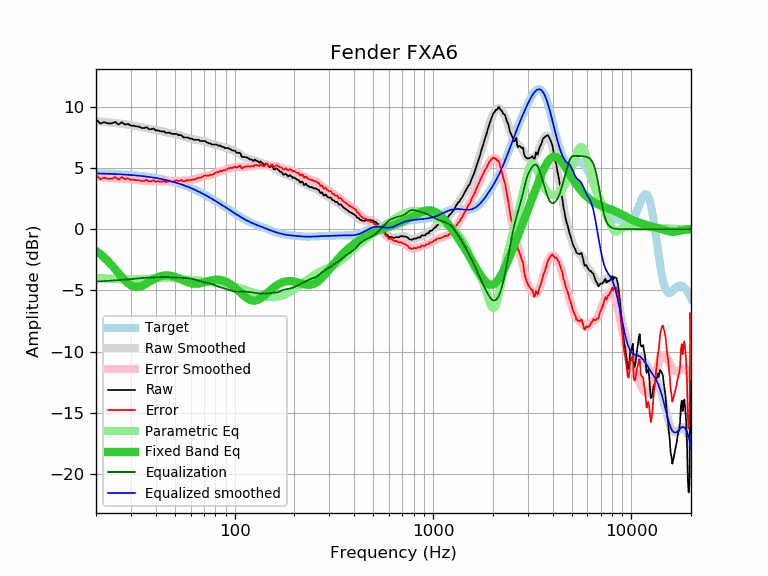 Fender FXA6
Amplitude (dBr)
10
5
0
−5
−10
−15
−20
Target
Raw Smoothed
Error Smoothed
Raw
Error
Parametric Eq
Fixed Band Eq
Equalization
Equalized smoothed
100
1000
10000
Frequency (Hz)